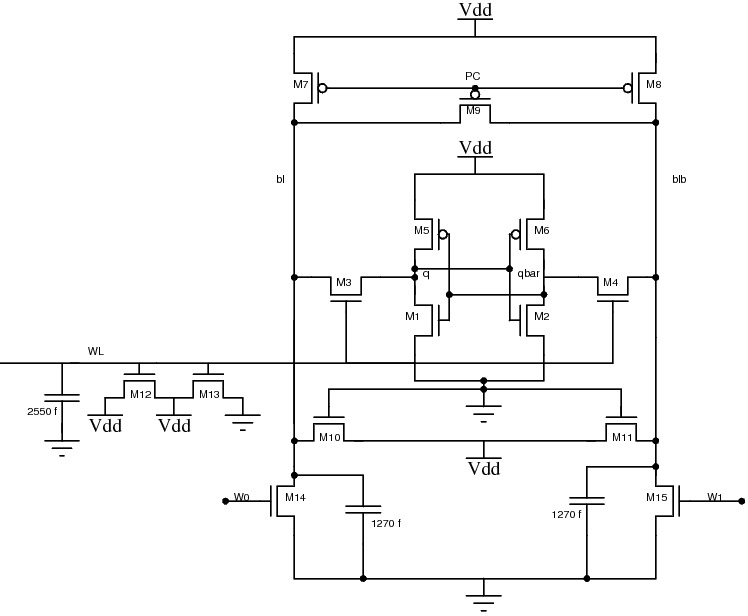 Vdd
M7
PC
M8
M9
Vdd
bl
blb
M5
M6
q
qbar
M3
M4
M1
M2
WL
2550 f
M12
M13
Vdd
Vdd
M10
M11
Vdd
W0
M14
M15
W1
1270 f
1270 f